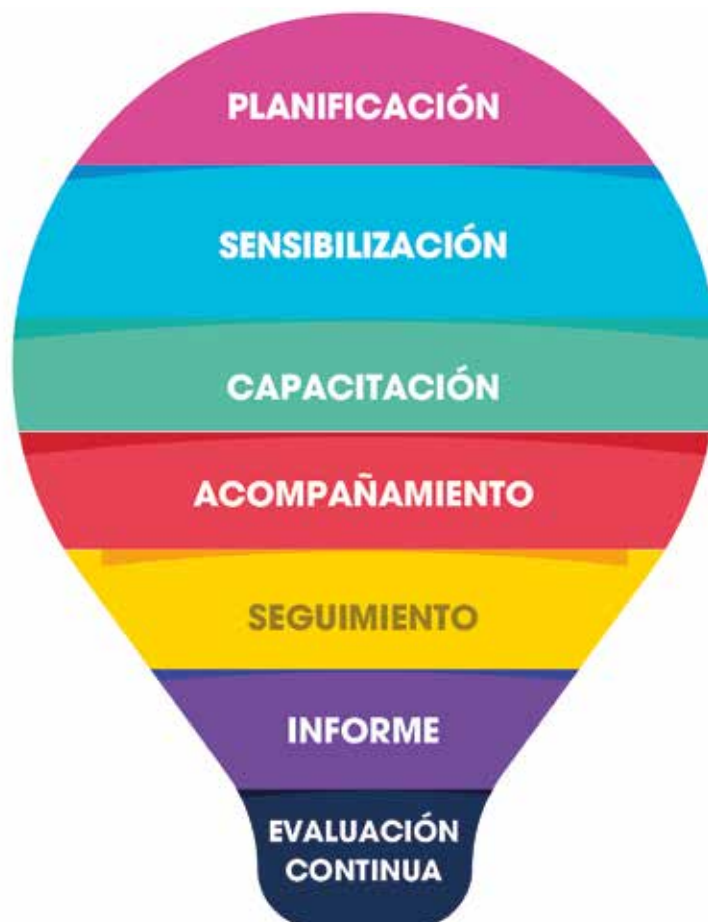 PLANIFICACIÓN
SENSIBILIZACIÓN
CAPACITACIÓN
ACOMPAÑAMIENTO
SEGUIMIENTO
INFORME
EVALUACIÓN
CONTINUA